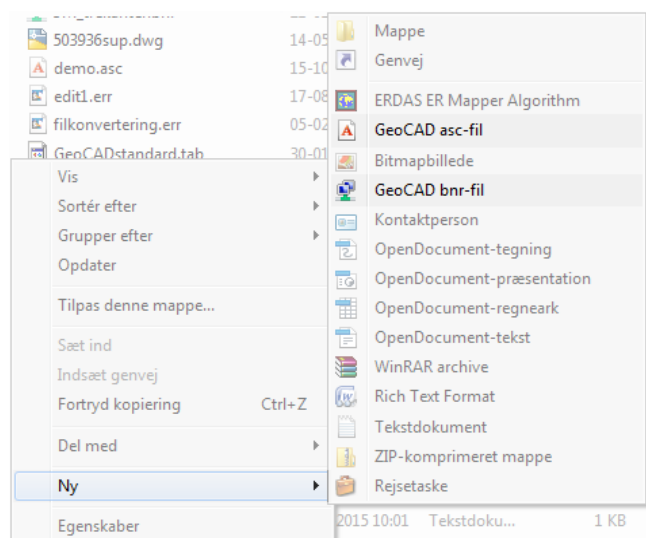 503936sup.dwg 14-05
demo.asc 15-10
edit1.err 17-08
filkonvertering.err 05-02
GeoCADstandard.tab 30-01
Vis
Sortér efter
Grupper efter
Opdater
Tilpas denne mappe...
Sæt ind
Indsæt genvej
Fortryd kopiering Ctrl+Z
Del med
Ny
Egenskaber
Mappe
Genvej
ERDAS ER Mapper Algorithm
GeoCAD asc-fil
Bitmapbillede
GeoCAD bnr-fil
Kontaktperson
OpenDocument-tegning
OpenDocument-præsentation
OpenDocument-regneark
OpenDocument-tekst
WinRAR archive
Rich Text Format
Tekstdokument
ZIP-komprimeret mappe
Rejsetaske
2015 10:01 Tekstdoku... 1 KB